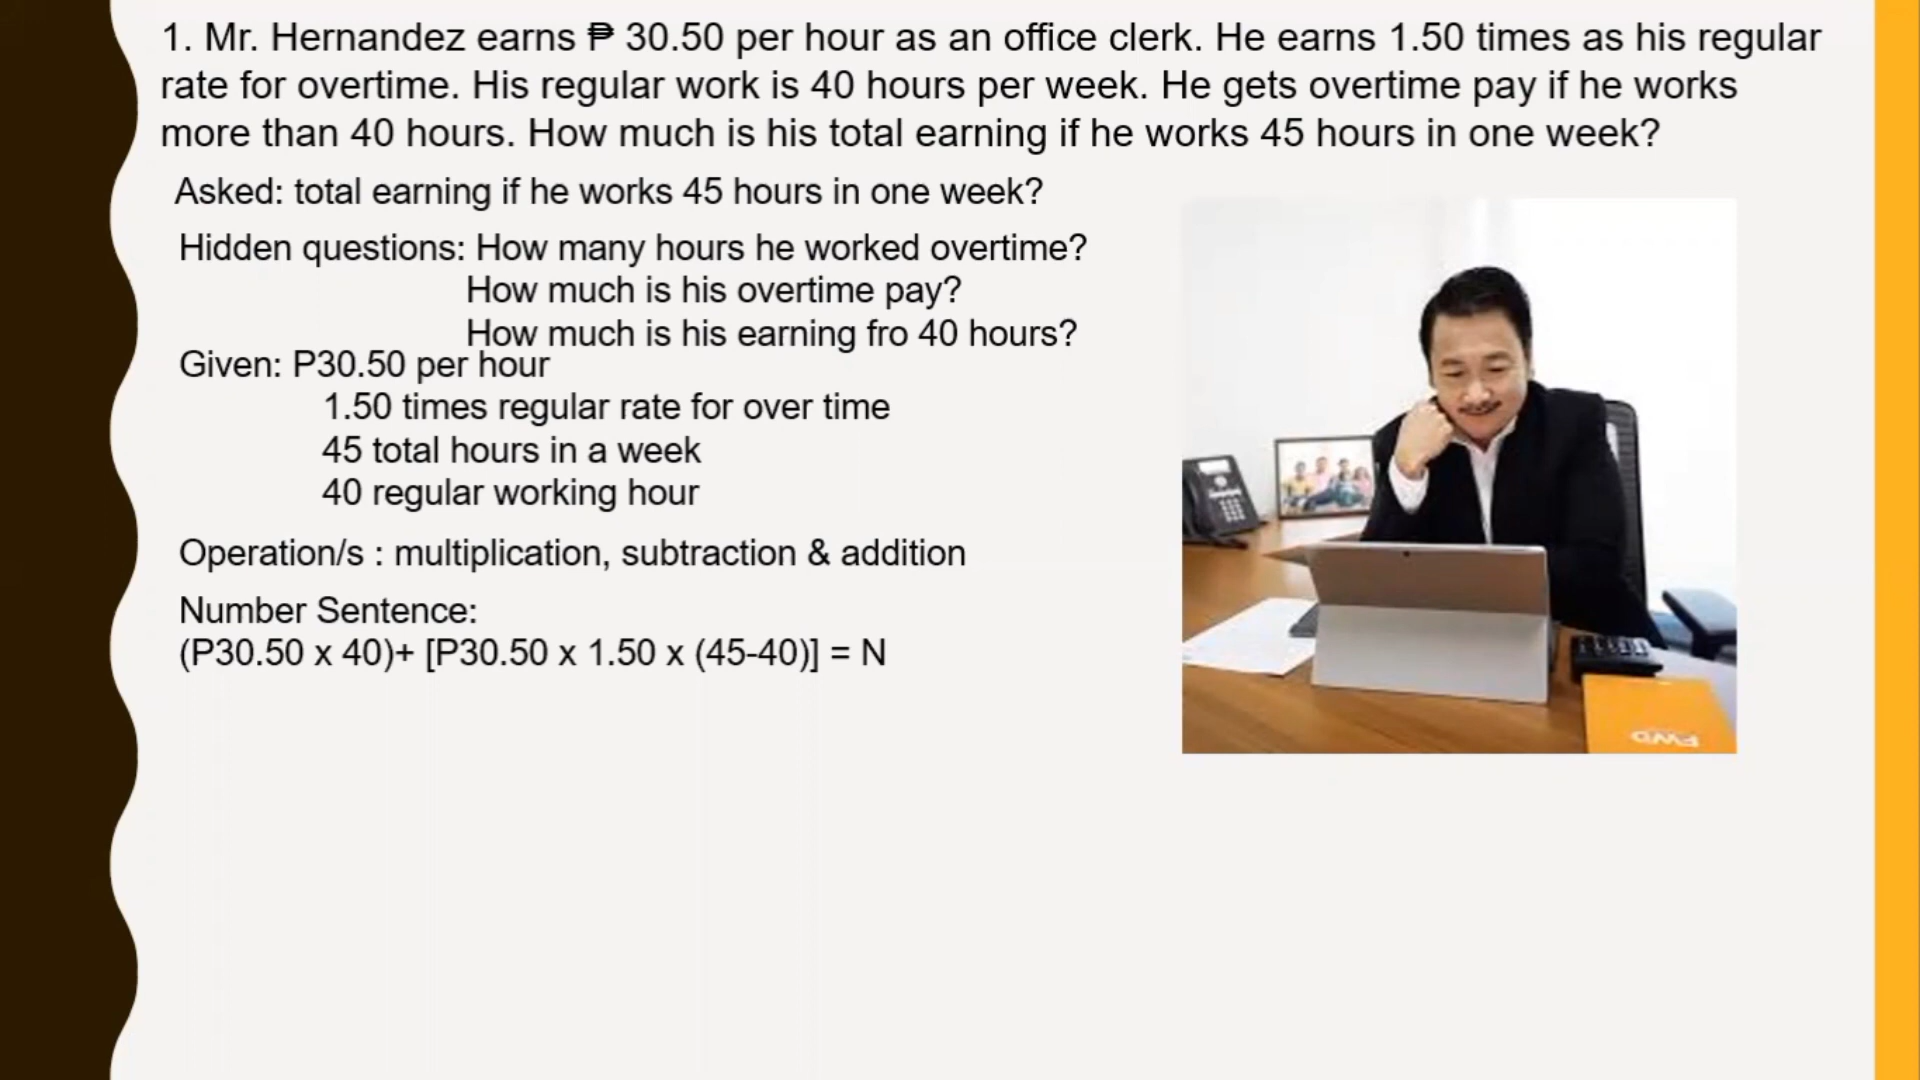 1. Mr. Hernandez earns ₱ 30.50 per hour as an office clerk. He earns 1.50 times as his regular
rate for overtime. His regular work is 40 hours per week. He gets overtime pay if he works
more than 40 hours. How much is his total earning if he works 45 hours in one week?
Asked: total earning if he works 45 hours in one week?
Hidden questions: How many hours he worked overtime?
How much is his overtime pay?
How much is his earning fro 40 hours?
Given: P30.50 per hour
1.50 times regular rate for over time
45 total hours in a week
40 regular working hour
Operation/s : multiplication, subtraction & addition
Number Sentence:
(P30.50 x 40)+ [P30.50 x 1.50 x (45-40)] = N
FWD